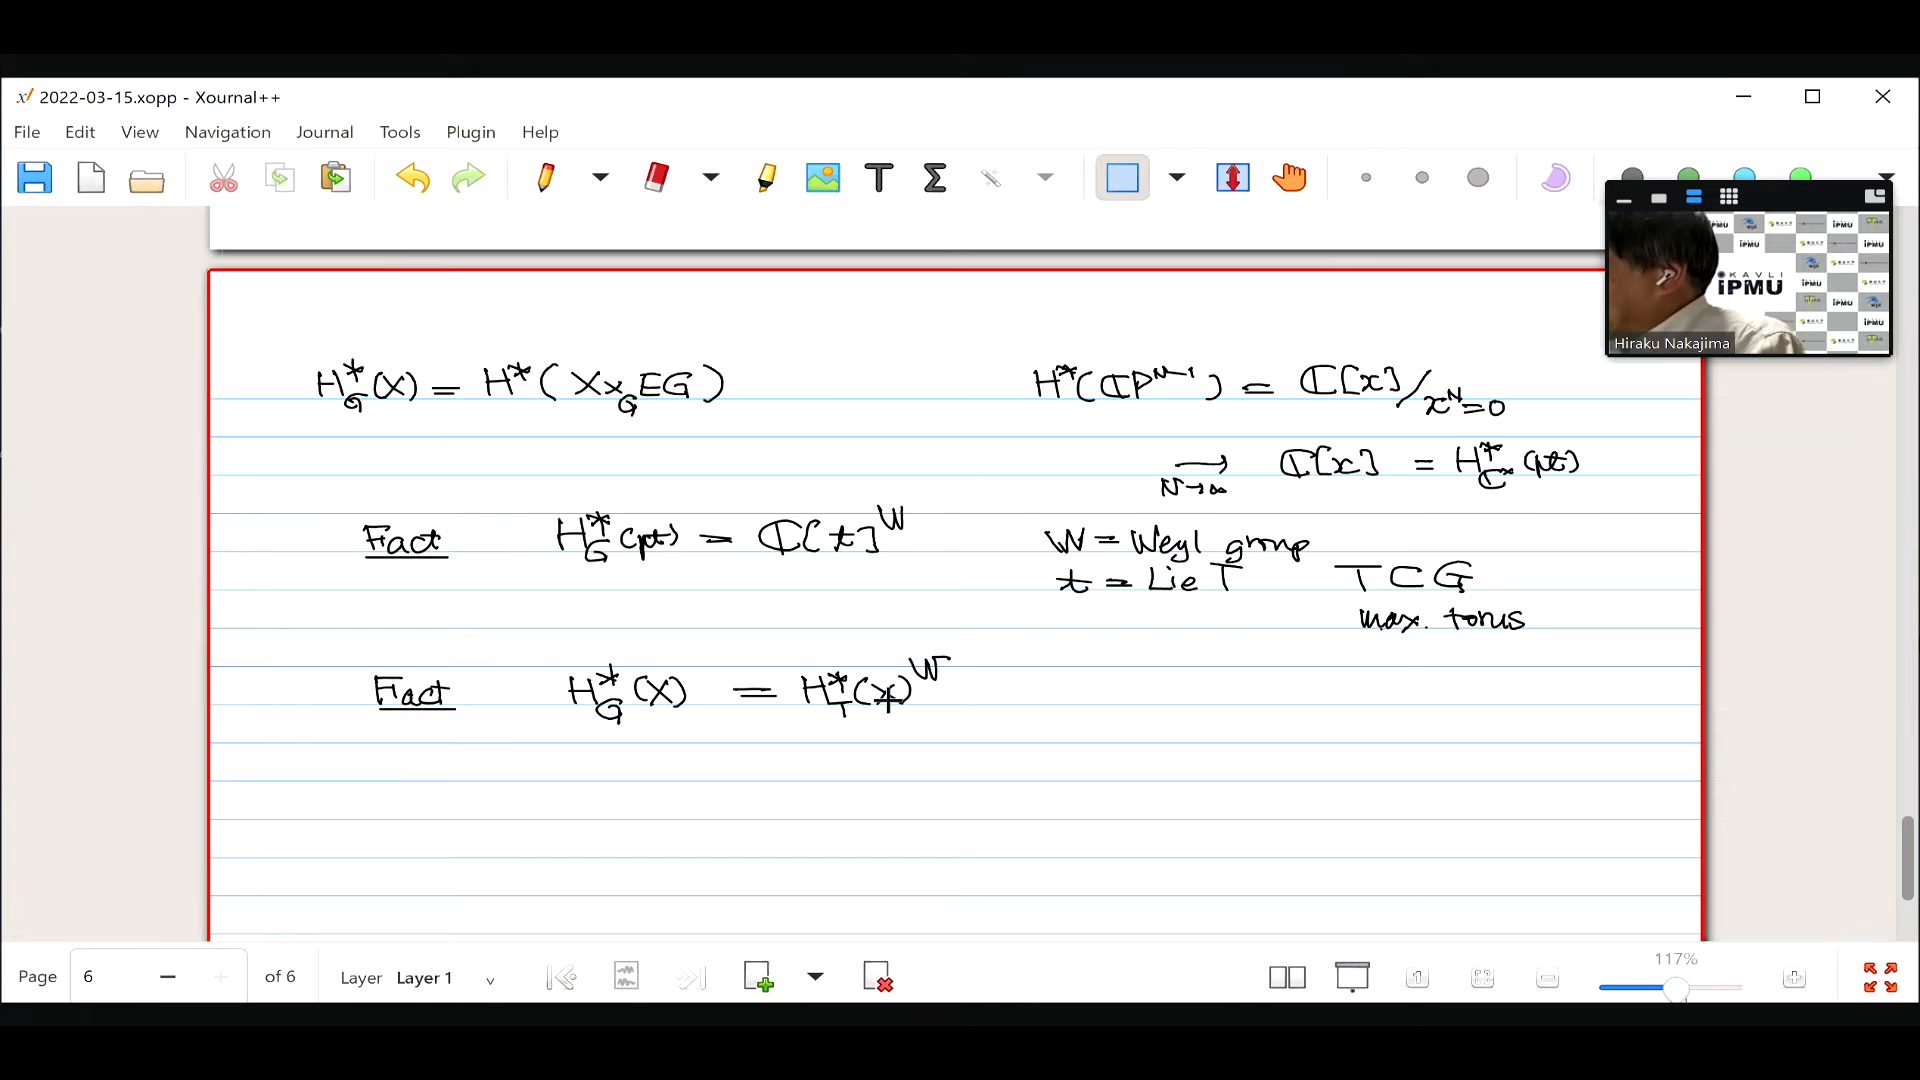 2022-03-15.xopp - Xournal++
File Edit View Navigation Journal Tools Plugin Help
KAVLI
IPMU
Hiraku Nakajima
H*_G(X) = H*(X ×_G EG)
H*(ℂP^{N-1}) = ℂ[x]/x^N=0
⟶_{N→∞} ℂ[x] = H*_{ℂ^×}(pt)
Fact H*_G(pt) = ℂ[t]^W
W = Weyl group
t = Lie T T ⊂ G
max. torus
Fact H*_G(X) = H*_T(X)^W
Page 6 of 6 Layer Layer 1 117%